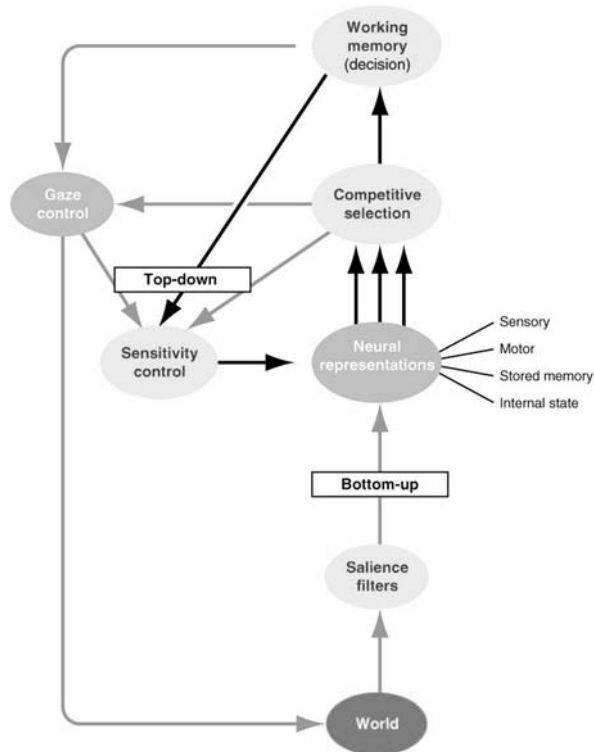 Working
memory
(decision)
Gaze
control
Competitive
selection
Top-down
Sensitivity
control
Neural
representations
Sensory
Motor
Stored memory
Internal state
Bottom-up
Salience
filters
World